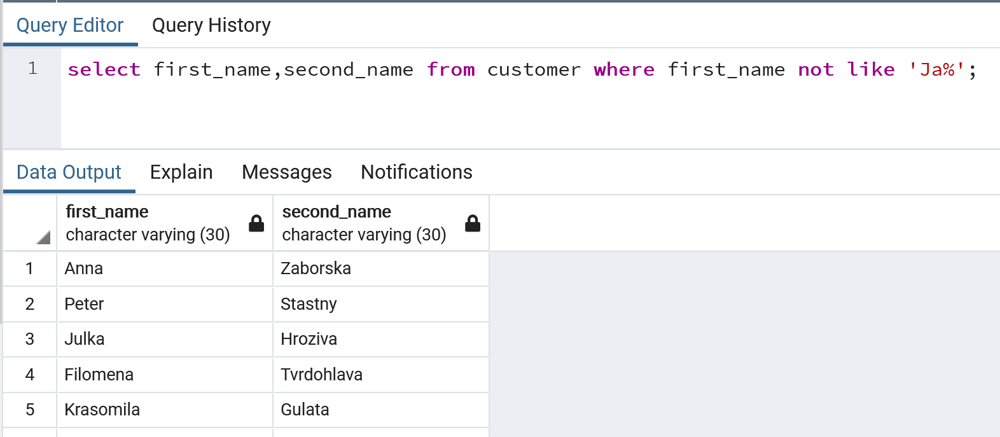 Query Editor Query History
1 select first_name,second_name from customer where first_name not like 'Ja%';
Data Output Explain Messages Notifications
first_name second_name
character varying (30) character varying (30)
1 Anna Zaborska
2 Peter Stastny
3 Julka Hroziva
4 Filomena Tvrdohlava
5 Krasomila Gulata